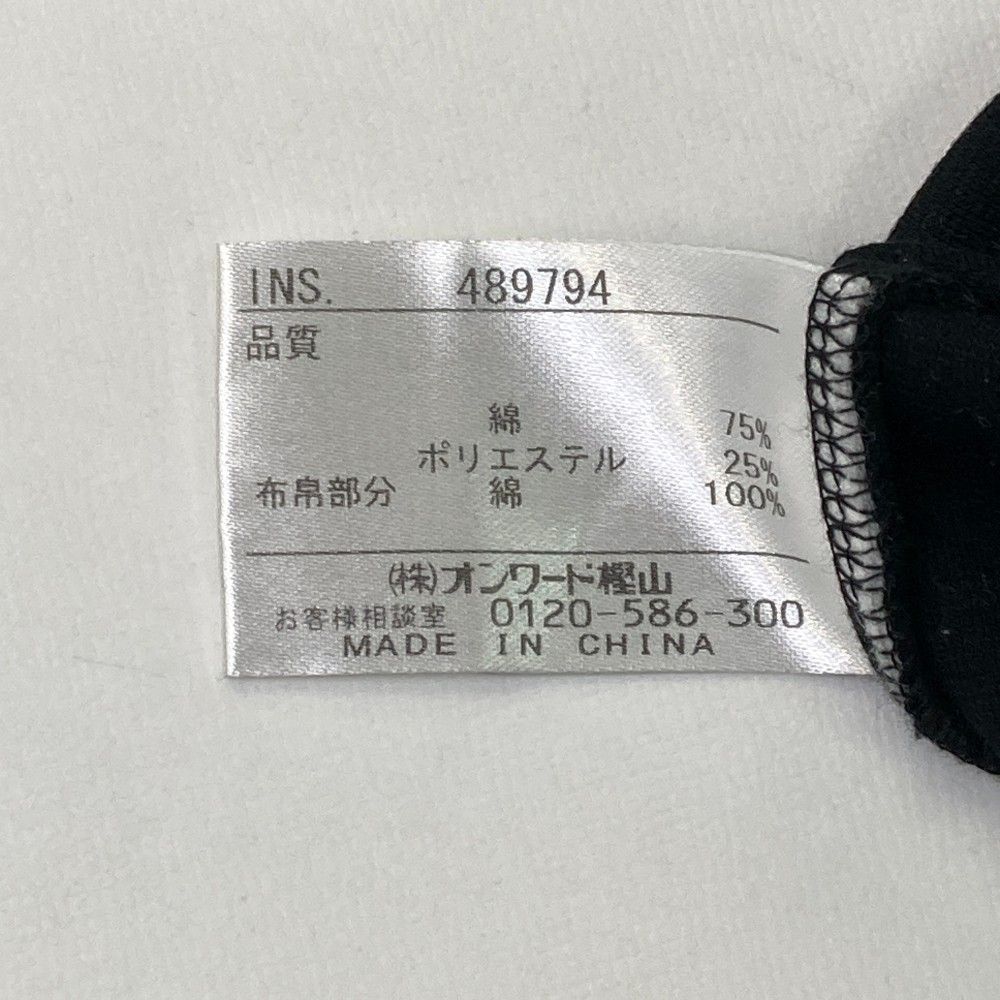 INS. 489794
品質
綿 75%
ポリエステル 25%
布帛部分 綿 100%
(株)オンワード樫山
お客様相談室 0120-586-300
MADE IN CHINA